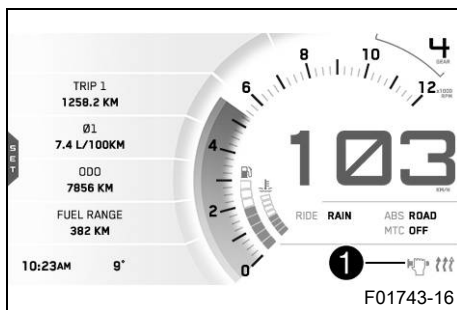 4
GEAR
8
10
6
12
x1000
RPM
TRIP 1
1258.2 KM
Ø1
7.4 L/100KM
4
103
KM/H
SET
ODO
7856 KM
2
RIDE RAIN
ABS ROAD
MTC OFF
FUEL RANGE
382 KM
10:23AM 9°
0
1
F01743-16